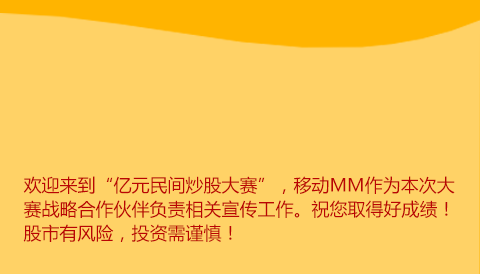 欢迎来到“亿元民间炒股大赛”，移动MM作为本次大
赛战略合作伙伴负责相关宣传工作。祝您取得好成绩！
股市有风险，投资需谨慎！